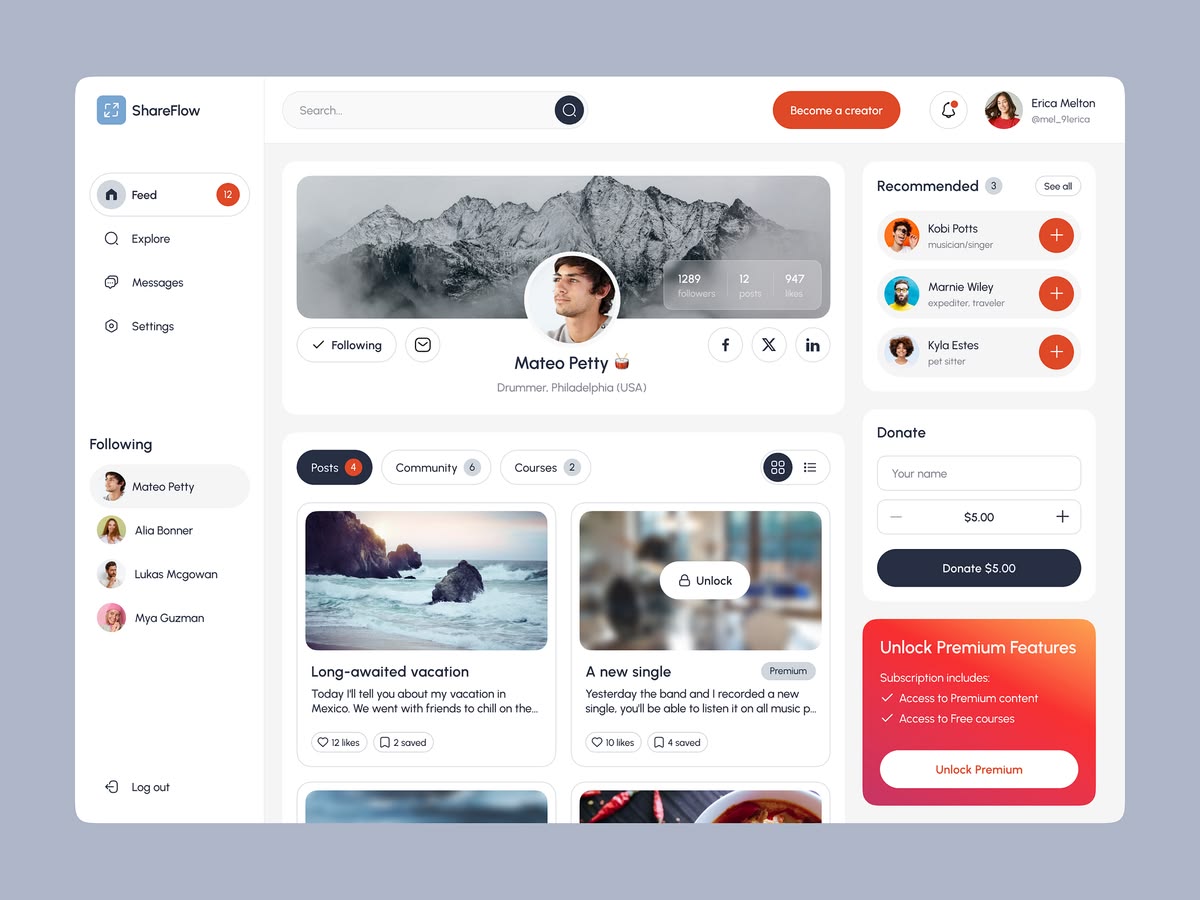 ShareFlow
Search...
Become a creator
Erica Melton
@mel_91erica
Feed
12
Explore
Messages
Settings
Following
Mateo Petty
Alia Bonner
Lukas Mcgowan
Mya Guzman
Log out
1289
followers
12
posts
947
likes
Following
Mateo Petty
Drummer, Philadelphia (USA)
Posts 4
Community 6
Courses 2
Long-awaited vacation
Today I'll tell you about my vacation in
Mexico. We went with friends to chill on the...
12 likes
2 saved
Unlock
A new single
Premium
Yesterday the band and I recorded a new
single, you'll be able to listen it on all music p...
10 likes
4 saved
Recommended 3
See all
Kobi Potts
musician/singer
Marnie Wiley
expediter, traveler
Kyla Estes
pet sitter
Donate
Your name
$5.00
Donate $5.00
Unlock Premium Features
Subscription includes:
Access to Premium content
Access to Free courses
Unlock Premium